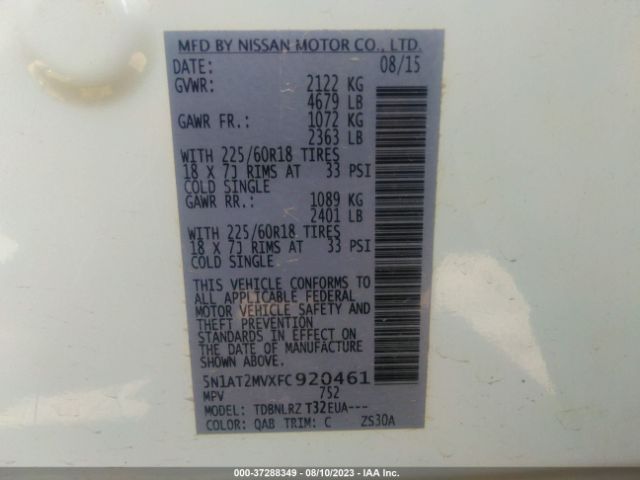 MFD BY NISSAN MOTOR CO., LTD.
DATE: 08/15
GVWR: 2122 KG
4679 LB
GAWR FR.: 1072 KG
2363 LB
WITH 225/60R18 TIRES
18 X 7J RIMS AT 33 PSI
COLD SINGLE
GAWR RR.: 1089 KG
2401 LB
WITH 225/60R18 TIRES
18 X 7J RIMS AT 33 PSI
COLD SINGLE
THIS VEHICLE CONFORMS TO
ALL APPLICABLE FEDERAL
MOTOR VEHICLE SAFETY AND
THEFT PREVENTION
STANDARDS IN EFFECT ON
THE DATE OF MANUFACTURE
SHOWN ABOVE.
5N1AT2MVXFC920461
MPV 752
MODEL: TDBNLRZ T32EUA---
COLOR: QAB TRIM: C ZS30A
000-37288349 - 08/10/2023 - IAA Inc.